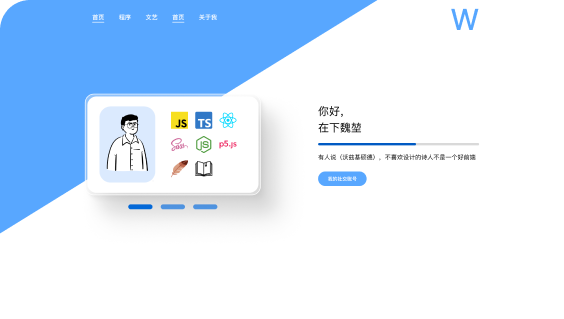 首页 程序 文艺 首页 关于我
W
JS TS
Sass JS p5.js
你好，
在下魏堃
有人说（沃兹基硕德），不喜欢设计的诗人不是一个好前端
我的社交账号